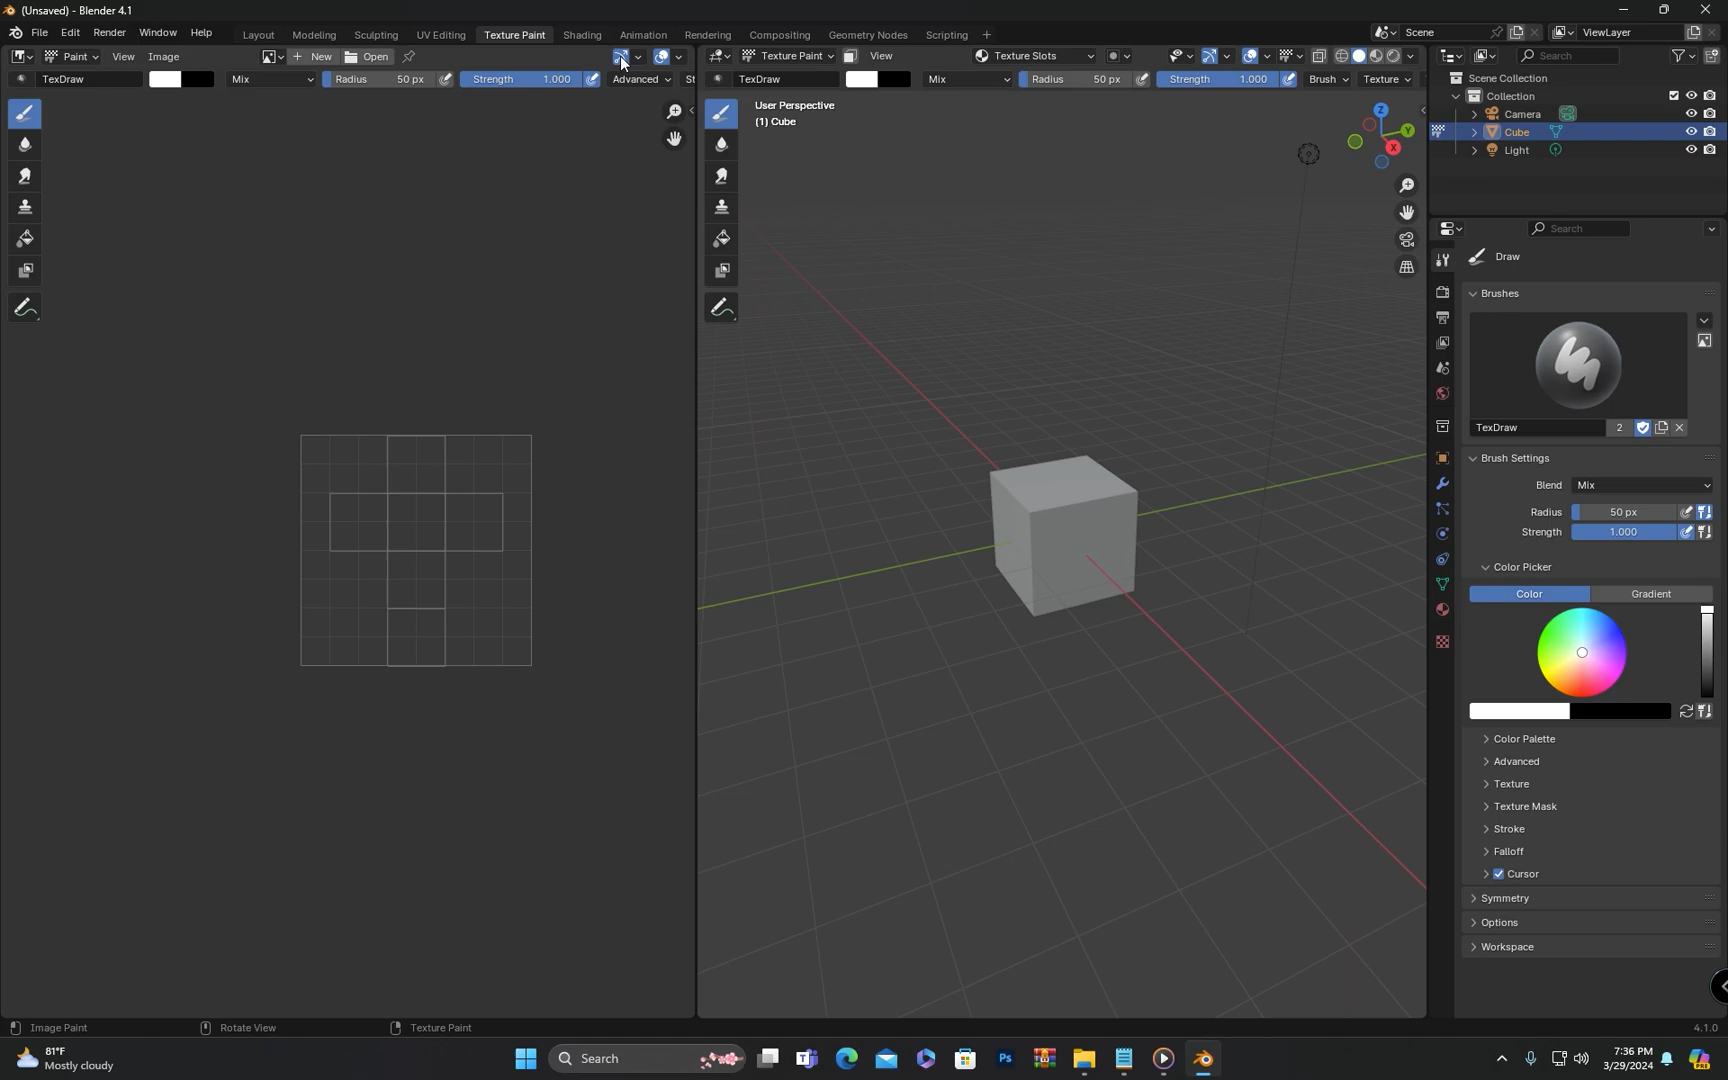 (Unsaved) - Blender 4.1
File Edit Render Window Help Layout Modeling Sculpting UV Editing Texture Paint Shading Animation Rendering Compositing Geometry Nodes Scripting + Scene ViewLayer
Paint View Image + New Open Texture Paint View Texture Slots Search
TexDraw Mix Radius 50 px Strength 1.000 Advanced St TexDraw Mix Radius 50 px Strength 1.000 Brush Texture
Scene Collection
Collection
Camera
Cube
Light
User Perspective
(1) Cube
Z
Y
X
Search
Draw
Brushes
TexDraw 2
Brush Settings
Blend Mix
Radius 50 px
Strength 1.000
Color Picker
Color Gradient
Color Palette
Advanced
Texture
Texture Mask
Stroke
Falloff
Cursor
Symmetry
Options
Workspace
Image Paint Rotate View Texture Paint 4.1.0
81°F
Mostly cloudy
Search
Ps
7:36 PM
3/29/2024
PRE